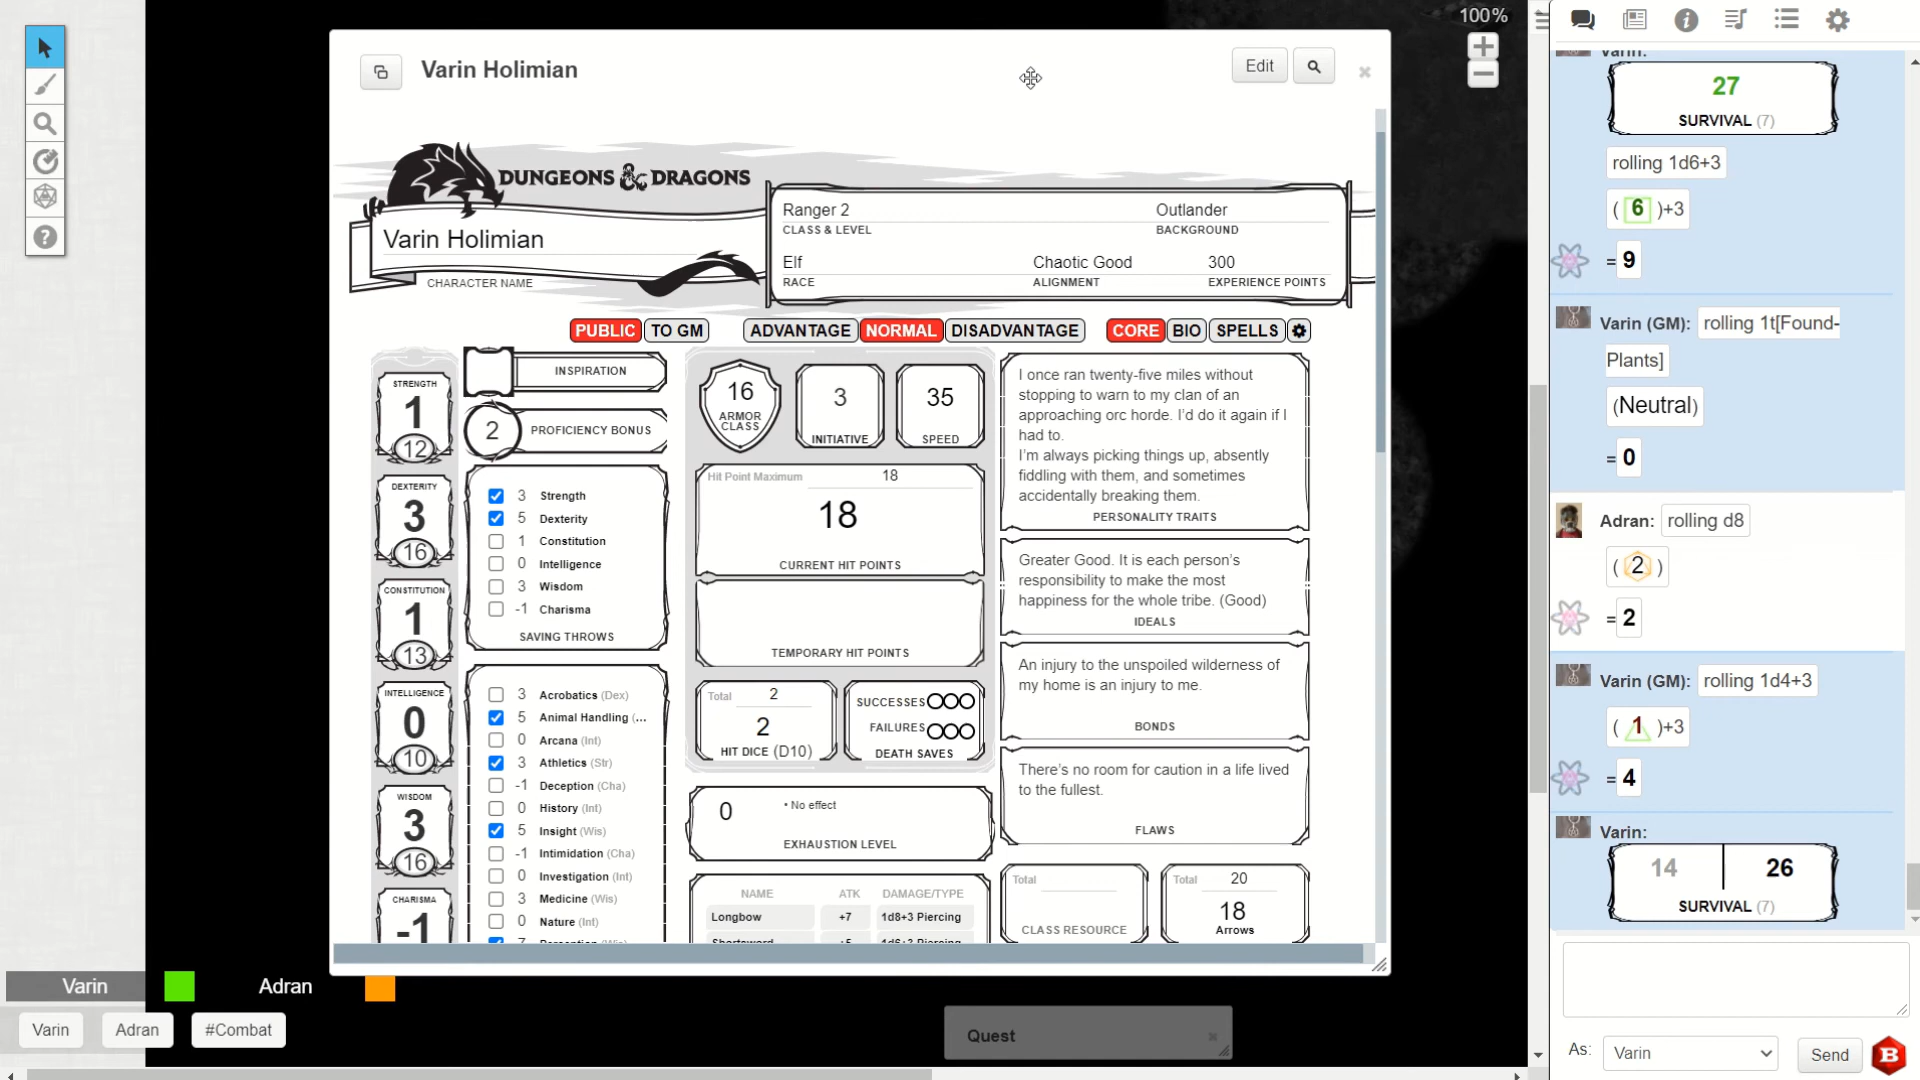 Varin Holimian
Edit
100%
DUNGEONS & DRAGONS
Varin Holimian
CHARACTER NAME
Ranger 2
CLASS & LEVEL
Outlander
BACKGROUND
Elf
RACE
Chaotic Good
ALIGNMENT
300
EXPERIENCE POINTS
PUBLIC TO GM
ADVANTAGE NORMAL DISADVANTAGE
CORE BIO SPELLS
STRENGTH
1
12
DEXTERITY
3
16
CONSTITUTION
1
13
INTELLIGENCE
0
10
WISDOM
3
16
CHARISMA
-1
INSPIRATION
2 PROFICIENCY BONUS
3 Strength
5 Dexterity
1 Constitution
0 Intelligence
3 Wisdom
-1 Charisma
SAVING THROWS
3 Acrobatics (Dex)
5 Animal Handling (...
0 Arcana (Int)
3 Athletics (Str)
-1 Deception (Cha)
0 History (Int)
5 Insight (Wis)
-1 Intimidation (Cha)
0 Investigation (Int)
3 Medicine (Wis)
0 Nature (Int)
7 Perception (Wis)
16
ARMOR
CLASS
3
INITIATIVE
35
SPEED
Hit Point Maximum 18
18
CURRENT HIT POINTS
TEMPORARY HIT POINTS
Total 2
2
HIT DICE (D10)
SUCCESSES
FAILURES
DEATH SAVES
0 • No effect
EXHAUSTION LEVEL
NAME ATK DAMAGE/TYPE
Longbow +7 1d8+3 Piercing
Shortsword +5 1d6+3 Piercing
I once ran twenty-five miles without
stopping to warn to my clan of an
approaching orc horde. I'd do it again if I
had to.
I'm always picking things up, absently
fiddling with them, and sometimes
accidentally breaking them.
PERSONALITY TRAITS
Greater Good. It is each person's
responsibility to make the most
happiness for the whole tribe. (Good)
IDEALS
An injury to the unspoiled wilderness of
my home is an injury to me.
BONDS
There's no room for caution in a life lived
to the fullest.
FLAWS
Total
CLASS RESOURCE
Total 20
18
Arrows
Varin
Adran
Varin
Adran
#Combat
Quest
Varin:
27
SURVIVAL (7)
rolling 1d6+3
( 6 )+3
= 9
Varin (GM): rolling 1t[Found-
Plants]
(Neutral)
= 0
Adran: rolling d8
( 2 )
= 2
Varin (GM): rolling 1d4+3
( 1 )+3
= 4
Varin:
14 26
SURVIVAL (7)
As: Varin
Send
B